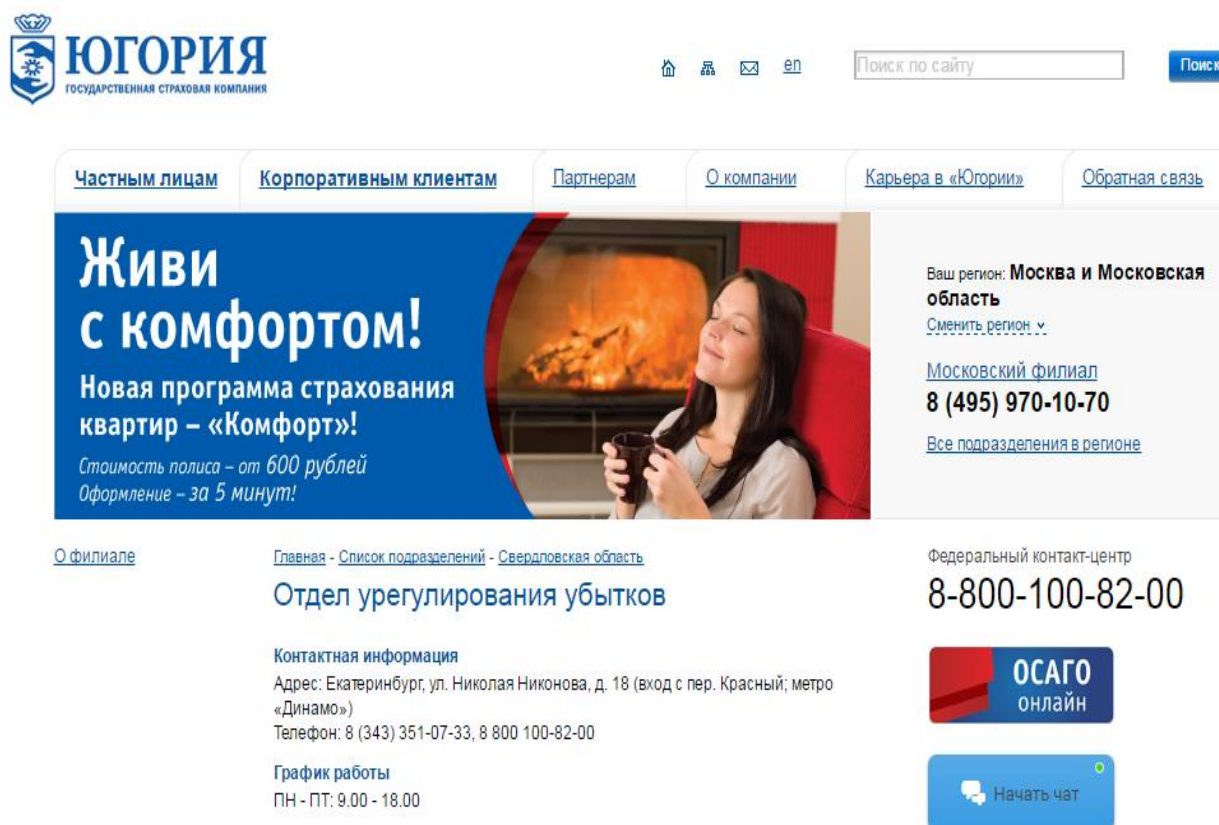 ЮГОРИЯ
ГОСУДАРСТВЕННАЯ СТРАХОВАЯ КОМПАНИЯ
en
Поиск по сайту
Поиск
Частным лицам
Корпоративным клиентам
Партнерам
О компании
Карьера в «Югории»
Обратная связь
Живи
с комфортом!
Новая программа страхования
квартир – «Комфорт»!
Стоимость полиса – от 600 рублей
Оформление – за 5 минут!
Ваш регион: Москва и Московская
область
Сменить регион
Московский филиал
8 (495) 970-10-70
Все подразделения в регионе
О филиале
Главная - Список подразделений - Свердловская область
Отдел урегулирования убытков
Контактная информация
Адрес: Екатеринбург, ул. Николая Никонова, д. 18 (вход с пер. Красный; метро
«Динамо»)
Телефон: 8 (343) 351-07-33, 8 800 100-82-00
График работы
ПН - ПТ: 9.00 - 18.00
Федеральный контакт-центр
8-800-100-82-00
ОСАГО
онлайн
Начать чат